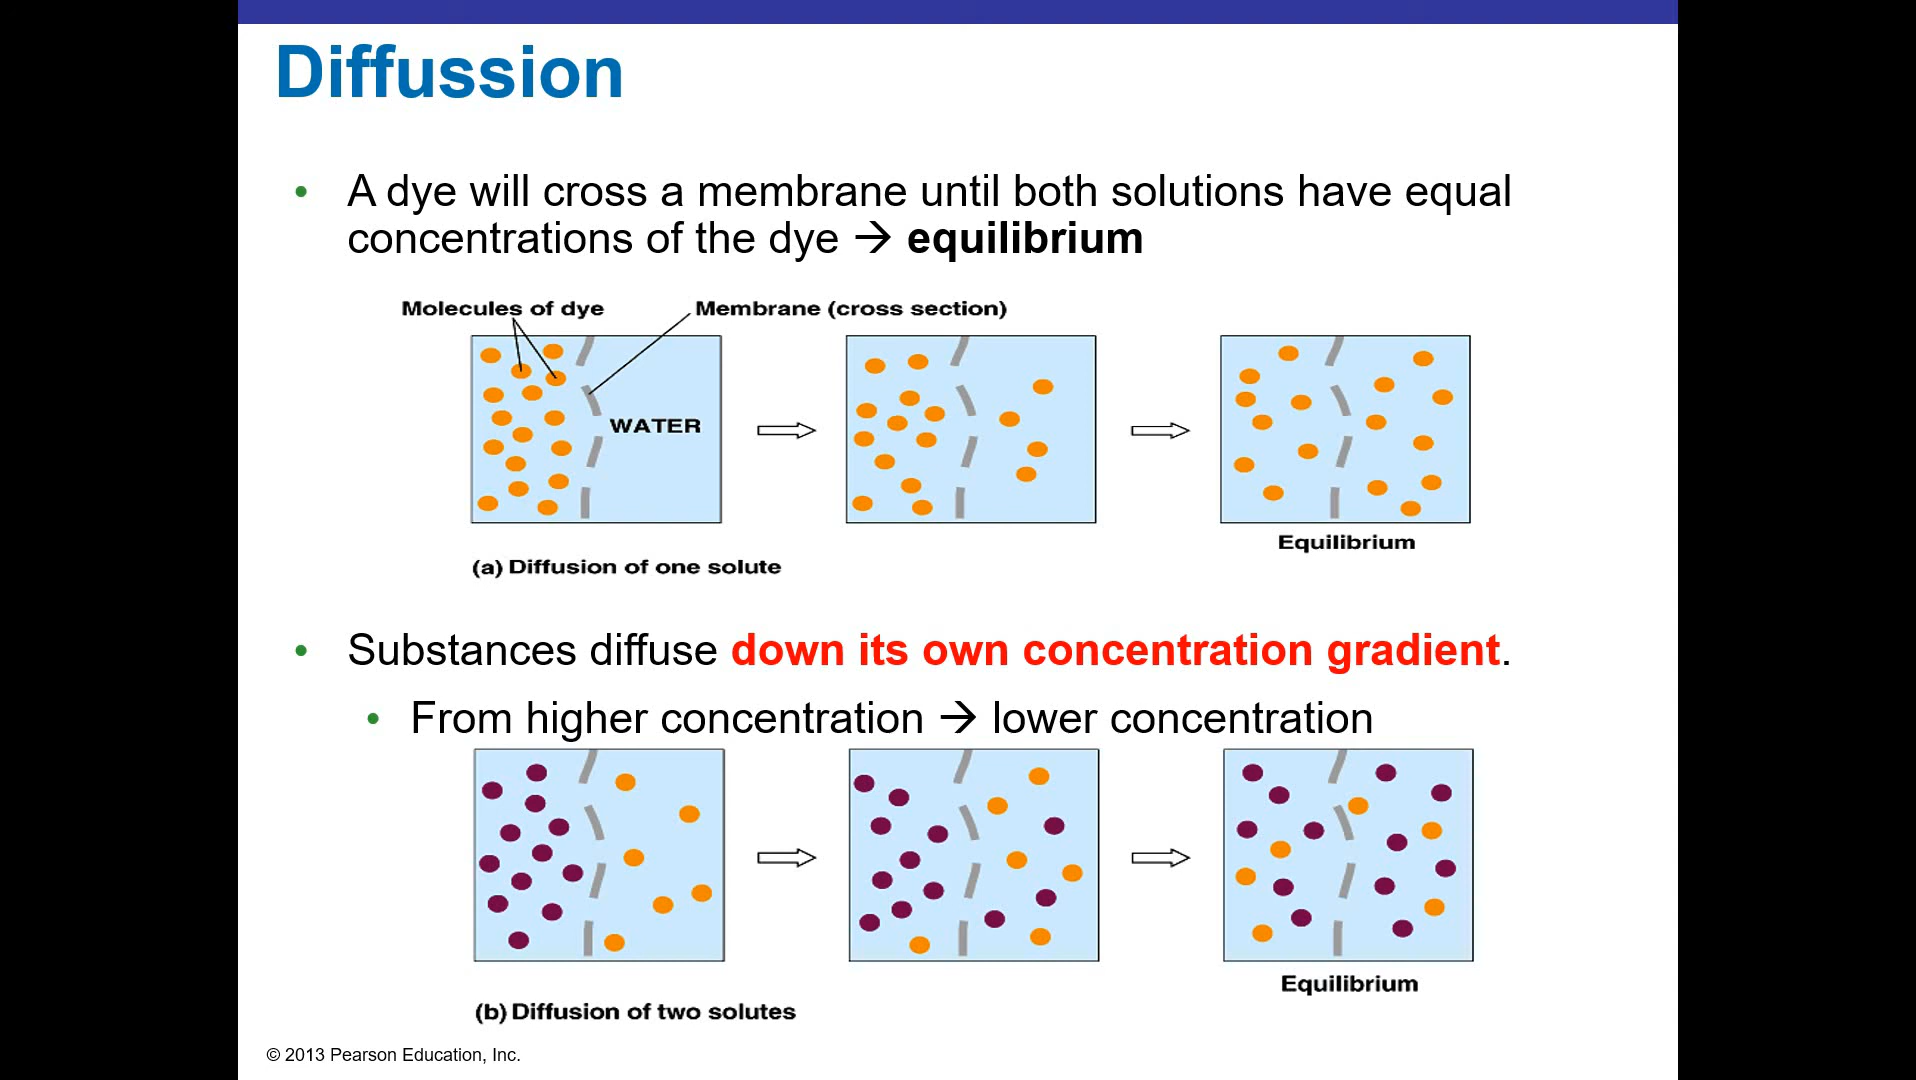 Diffussion
• A dye will cross a membrane until both solutions have equal
concentrations of the dye → equilibrium
Molecules of dye
Membrane (cross section)
WATER
Equilibrium
(a) Diffusion of one solute
• Substances diffuse down its own concentration gradient.
• From higher concentration → lower concentration
Equilibrium
(b) Diffusion of two solutes
© 2013 Pearson Education, Inc.